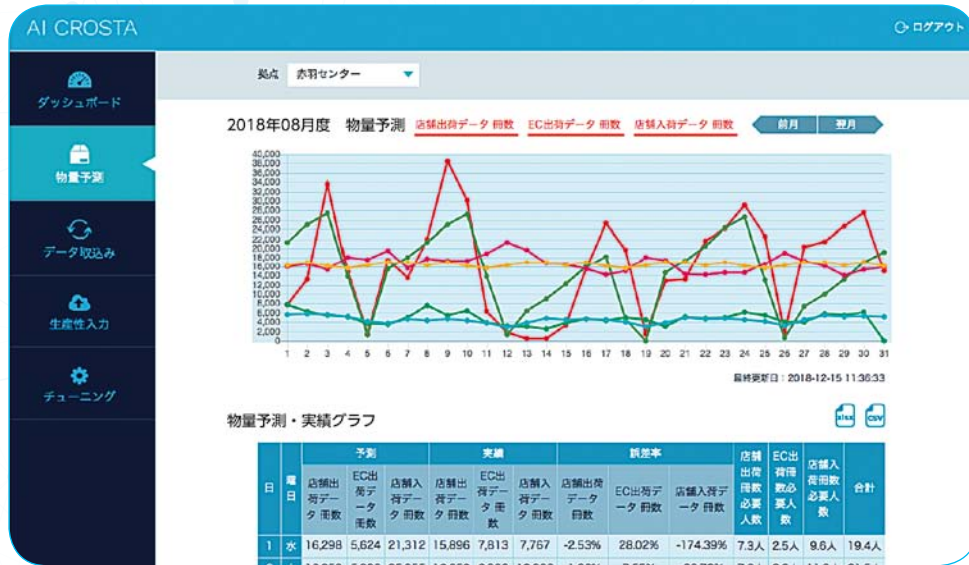 AI CROSTA
ログアウト
ダッシュボード
物量予測
データ取込み
生産性入力
チューニング
拠点 赤羽センター
2018年08月度 物量予測 店舗出荷データ 冊数 EC出荷データ 冊数 店舗入荷データ 冊数 前月 翌月
40,000
38,000
36,000
34,000
32,000
30,000
28,000
26,000
24,000
22,000
20,000
18,000
16,000
14,000
12,000
10,000
8,000
6,000
4,000
2,000
0
1 2 3 4 5 6 7 8 9 10 11 12 13 14 15 16 17 18 19 20 21 22 23 24 25 26 27 28 29 30 31
最終更新日：2018-12-15 11:36:33
物量予測・実績グラフ
xlsx CSV
日 曜日 予測 実績 誤差率 店舗出荷冊数必要人数 EC出荷冊数必要人数 店舗入荷冊数必要人数 合計
店舗出荷データ 冊数 EC出荷データ 冊数 店舗入荷データ 冊数 店舗出荷データ 冊数 EC出荷データ 冊数 店舗入荷データ 冊数 店舗出荷データ 冊数 EC出荷データ 冊数 店舗入荷データ 冊数
1 水 16,298 5,624 21,312 15,896 7,813 7,767 -2.53% 28.02% -174.39% 7.3人 2.5人 9.6人 19.4人